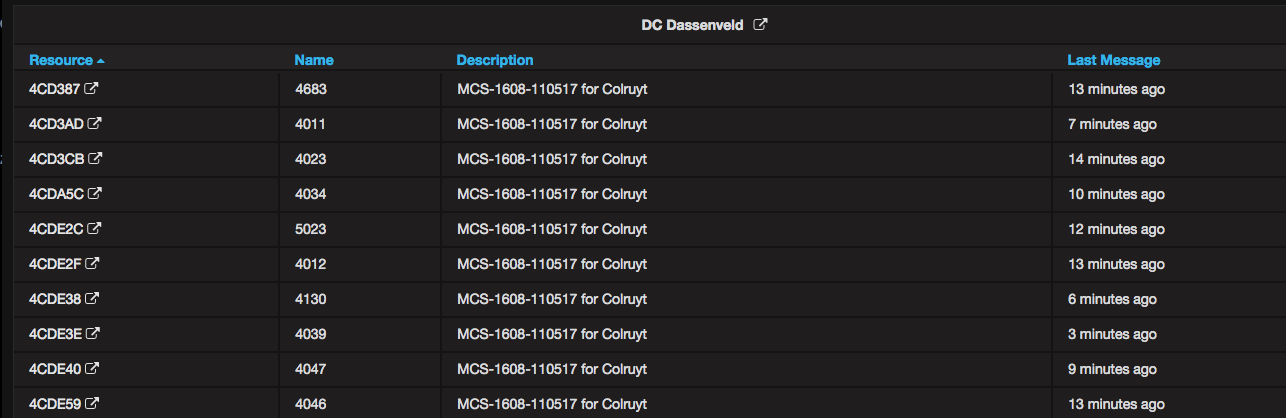 DC Dassenveld
Resource Name Description Last Message
4CD387 4683 MCS-1608-110517 for Colruyt 13 minutes ago
4CD3AD 4011 MCS-1608-110517 for Colruyt 7 minutes ago
4CD3CB 4023 MCS-1608-110517 for Colruyt 14 minutes ago
4CDA5C 4034 MCS-1608-110517 for Colruyt 10 minutes ago
4CDE2C 5023 MCS-1608-110517 for Colruyt 12 minutes ago
4CDE2F 4012 MCS-1608-110517 for Colruyt 13 minutes ago
4CDE38 4130 MCS-1608-110517 for Colruyt 6 minutes ago
4CDE3E 4039 MCS-1608-110517 for Colruyt 3 minutes ago
4CDE40 4047 MCS-1608-110517 for Colruyt 9 minutes ago
4CDE59 4046 MCS-1608-110517 for Colruyt 13 minutes ago